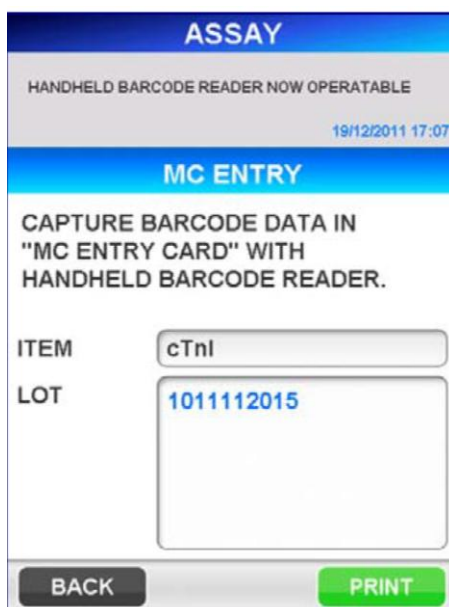 ASSAY
HANDHELD BARCODE READER NOW OPERATABLE
19/12/2011 17:07
MC ENTRY
CAPTURE BARCODE DATA IN
"MC ENTRY CARD" WITH
HANDHELD BARCODE READER.
ITEM cTnI
LOT 1011112015
BACK PRINT